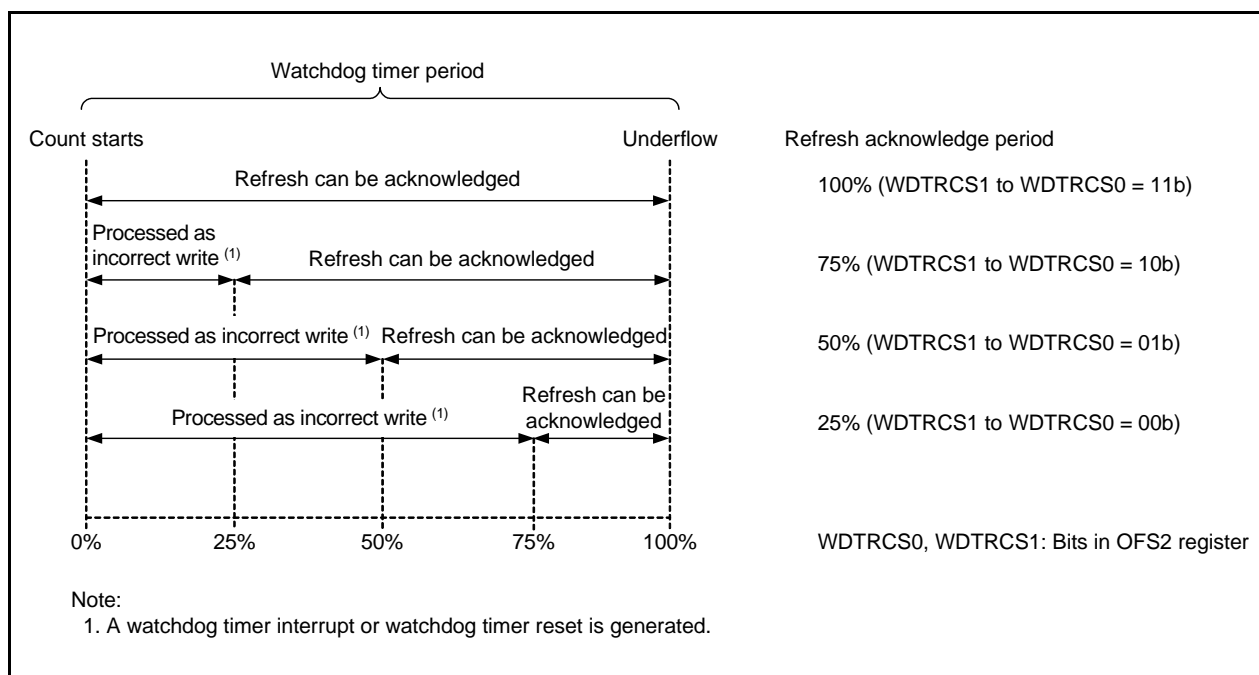 Watchdog timer period
Count starts
Underflow
Refresh acknowledge period
Refresh can be acknowledged
100% (WDTRCS1 to WDTRCS0 = 11b)
Processed as
incorrect write (1)
Refresh can be acknowledged
75% (WDTRCS1 to WDTRCS0 = 10b)
Processed as incorrect write (1)
Refresh can be acknowledged
50% (WDTRCS1 to WDTRCS0 = 01b)
Processed as incorrect write (1)
Refresh can be
acknowledged
25% (WDTRCS1 to WDTRCS0 = 00b)
0%
25%
50%
75%
100%
WDTRCS0, WDTRCS1: Bits in OFS2 register
Note:
1. A watchdog timer interrupt or watchdog timer reset is generated.